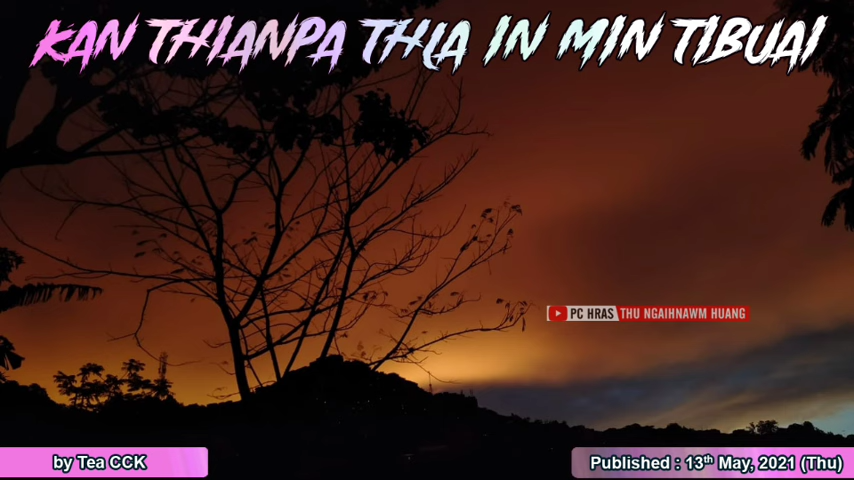 KAN THIANPA THLA IN MIN TIBUAI
PC HRAS THU NGAIHNAWM HUANG
by Tea CCK
Published : 13th May, 2021 (Thu)